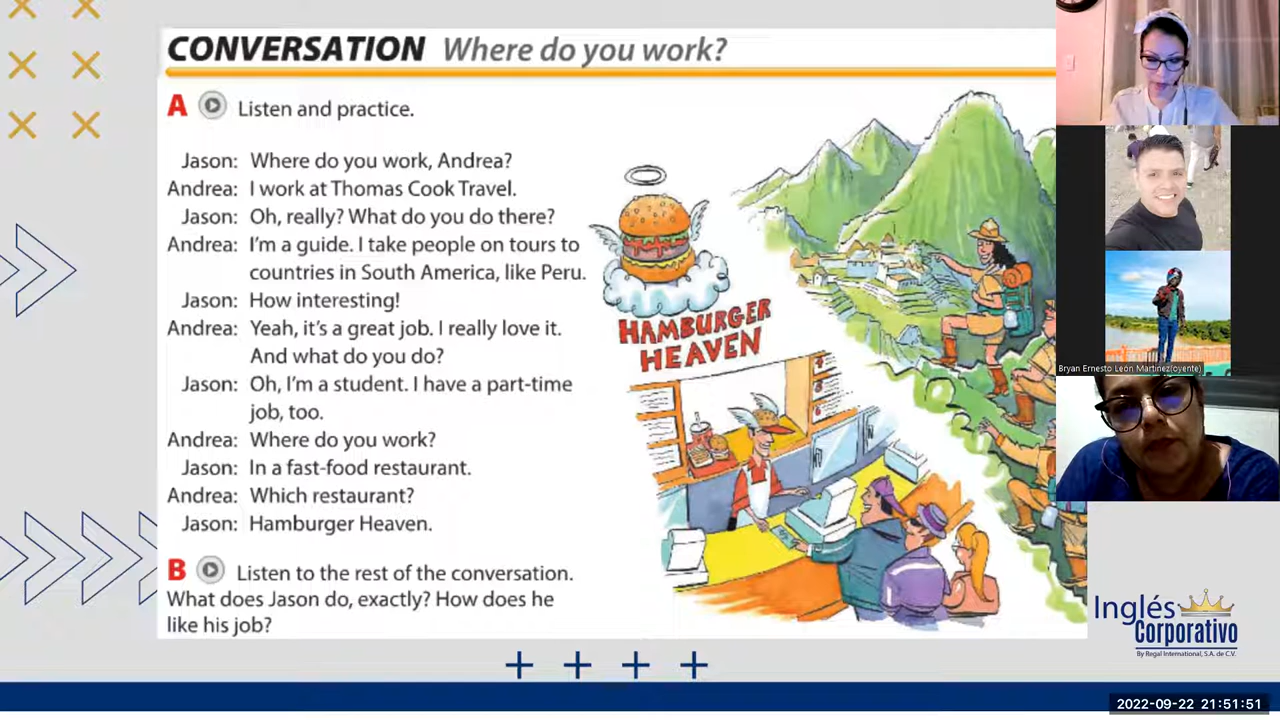 CONVERSATION Where do you work?
A Listen and practice.
Jason: Where do you work, Andrea?
Andrea: I work at Thomas Cook Travel.
Jason: Oh, really? What do you do there?
Andrea: I'm a guide. I take people on tours to
countries in South America, like Peru.
Jason: How interesting!
Andrea: Yeah, it's a great job. I really love it.
And what do you do?
Jason: Oh, I'm a student. I have a part-time
job, too.
Andrea: Where do you work?
Jason: In a fast-food restaurant.
Andrea: Which restaurant?
Jason: Hamburger Heaven.
B Listen to the rest of the conversation.
What does Jason do, exactly? How does he
like his job?
HAMBURGER
HEAVEN
Bryan Ernesto León Martinez(oyente)
Inglés
Corporativo
By Regal International, S.A. de C.V.
2022-09-22 21:51:51